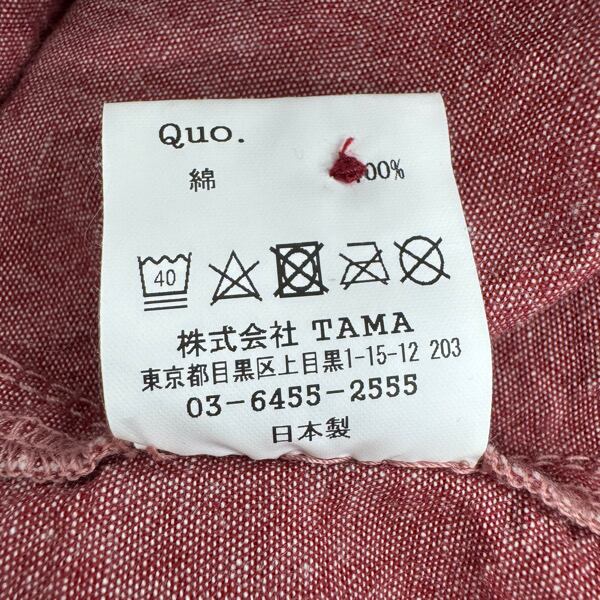 Quo.
綿 00%
40
株式会社 TAMA
東京都目黒区上目黒1-15-12 203
03-6455-2555
日本製